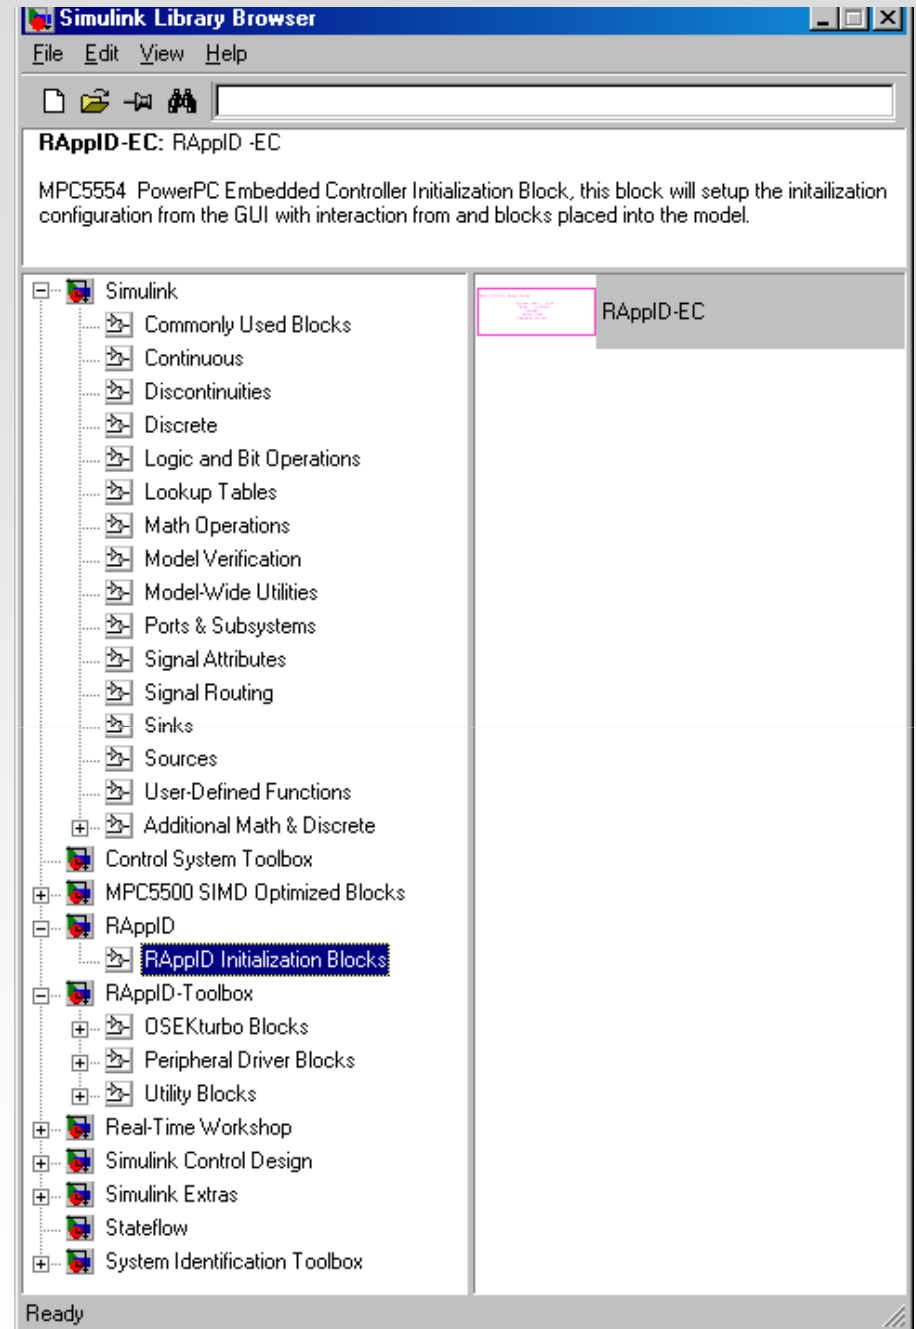 Simulink Library Browser
File Edit View Help
RAppID-EC: RAppID -EC
MPC5554 PowerPC Embedded Controller Initialization Block, this block will setup the initailization
configuration from the GUI with interaction from and blocks placed into the model.
Simulink
Commonly Used Blocks
Continuous
Discontinuities
Discrete
Logic and Bit Operations
Lookup Tables
Math Operations
Model Verification
Model-Wide Utilities
Ports & Subsystems
Signal Attributes
Signal Routing
Sinks
Sources
User-Defined Functions
Additional Math & Discrete
Control System Toolbox
MPC5500 SIMD Optimized Blocks
RAppID
RAppID Initialization Blocks
RAppID-Toolbox
OSEKturbo Blocks
Peripheral Driver Blocks
Utility Blocks
Real-Time Workshop
Simulink Control Design
Simulink Extras
Stateflow
System Identification Toolbox
RAppID-EC
Ready